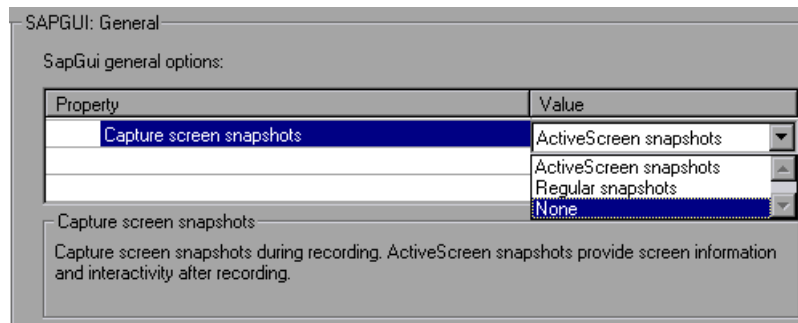 SAPGUI: General
SapGui general options:
Property Value
Capture screen snapshots ActiveScreen snapshots
ActiveScreen snapshots
Regular snapshots
None
Capture screen snapshots
Capture screen snapshots during recording. ActiveScreen snapshots provide screen information
and interactivity after recording.